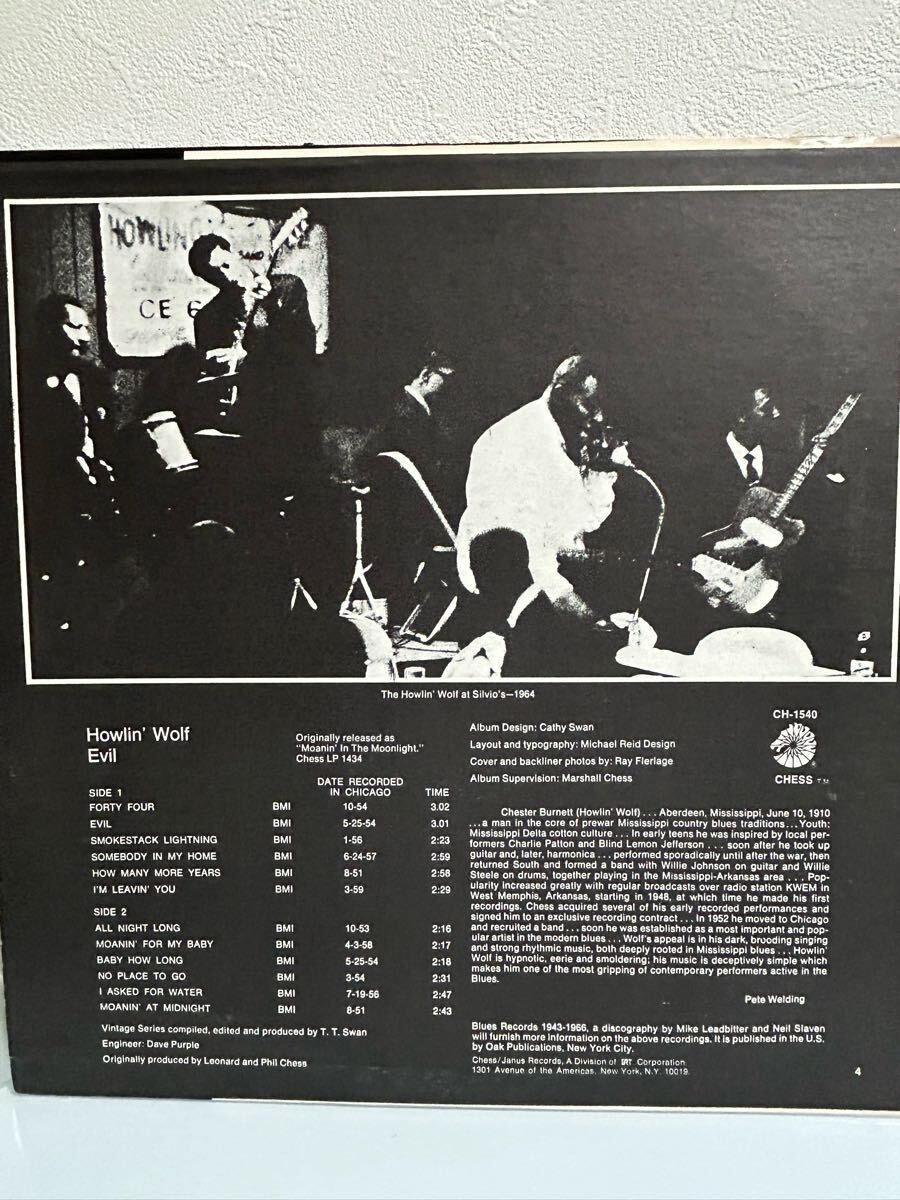 HOWLIN
CE 6
The Howlin' Wolf at Silvio's—1964
Howlin' Wolf
Evil
Originally released as
"Moanin' In The Moonlight."
Chess LP 1434
DATE RECORDED
IN CHICAGO TIME
SIDE 1
FORTY FOUR BMI 10-54 3.02
EVIL BMI 5-25-54 3.01
SMOKESTACK LIGHTNING BMI 1-56 2:23
SOMEBODY IN MY HOME BMI 6-24-57 2:59
HOW MANY MORE YEARS BMI 8-51 2:58
I'M LEAVIN' YOU BMI 3-59 2:29
SIDE 2
ALL NIGHT LONG BMI 10-53 2:16
MOANIN' FOR MY BABY BMI 4-3-58 2:17
BABY HOW LONG BMI 5-25-54 2:18
NO PLACE TO GO BMI 3-54 2:31
I ASKED FOR WATER BMI 7-19-56 2:47
MOANIN' AT MIDNIGHT BMI 8-51 2:43
Vintage Series compiled, edited and produced by T. T. Swan
Engineer: Dave Purple
Originally produced by Leonard and Phil Chess
Album Design: Cathy Swan
Layout and typography: Michael Reid Design
Cover and backliner photos by: Ray Flerlage
Album Supervision: Marshall Chess
CH-1540
CHESS TM
Chester Burnett (Howlin' Wolf) . . . Aberdeen, Mississippi, June 10, 1910
. . . a man in the core of prewar Mississippi country blues traditions . . . Youth:
Mississippi Delta cotton culture . . . In early teens he was inspired by local per-
formers Charlie Patton and Blind Lemon Jefferson . . . soon after he took up
guitar and, later, harmonica . . . performed sporadically until after the war, then
returned South and formed a band with Willie Johnson on guitar and Willie
Steele on drums, together playing in the Mississippi-Arkansas area . . . Pop-
ularity increased greatly with regular broadcasts over radio station KWEM in
West Memphis, Arkansas, starting in 1948, at which time he made his first
recordings. Chess acquired several of his early recorded performances and
signed him to an exclusive recording contract . . . In 1952 he moved to Chicago
and recruited a band . . . soon he was established as a most important and pop-
ular artist in the modern blues . . . Wolf's appeal is in his dark, brooding singing
and strong rhythmic music, both deeply rooted in Mississippi blues . . . Howlin'
Wolf is hypnotic, eerie and smoldering; his music is deceptively simple which
makes him one of the most gripping of contemporary performers active in the
Blues.
Pete Welding
Blues Records 1943-1966, a discography by Mike Leadbitter and Neil Slaven
will furnish more information on the above recordings. It is published in the U.S.
by Oak Publications, New York City.
Chess/Janus Records, A Division of GRT Corporation
1301 Avenue of the Americas, New York, N.Y. 10019
4